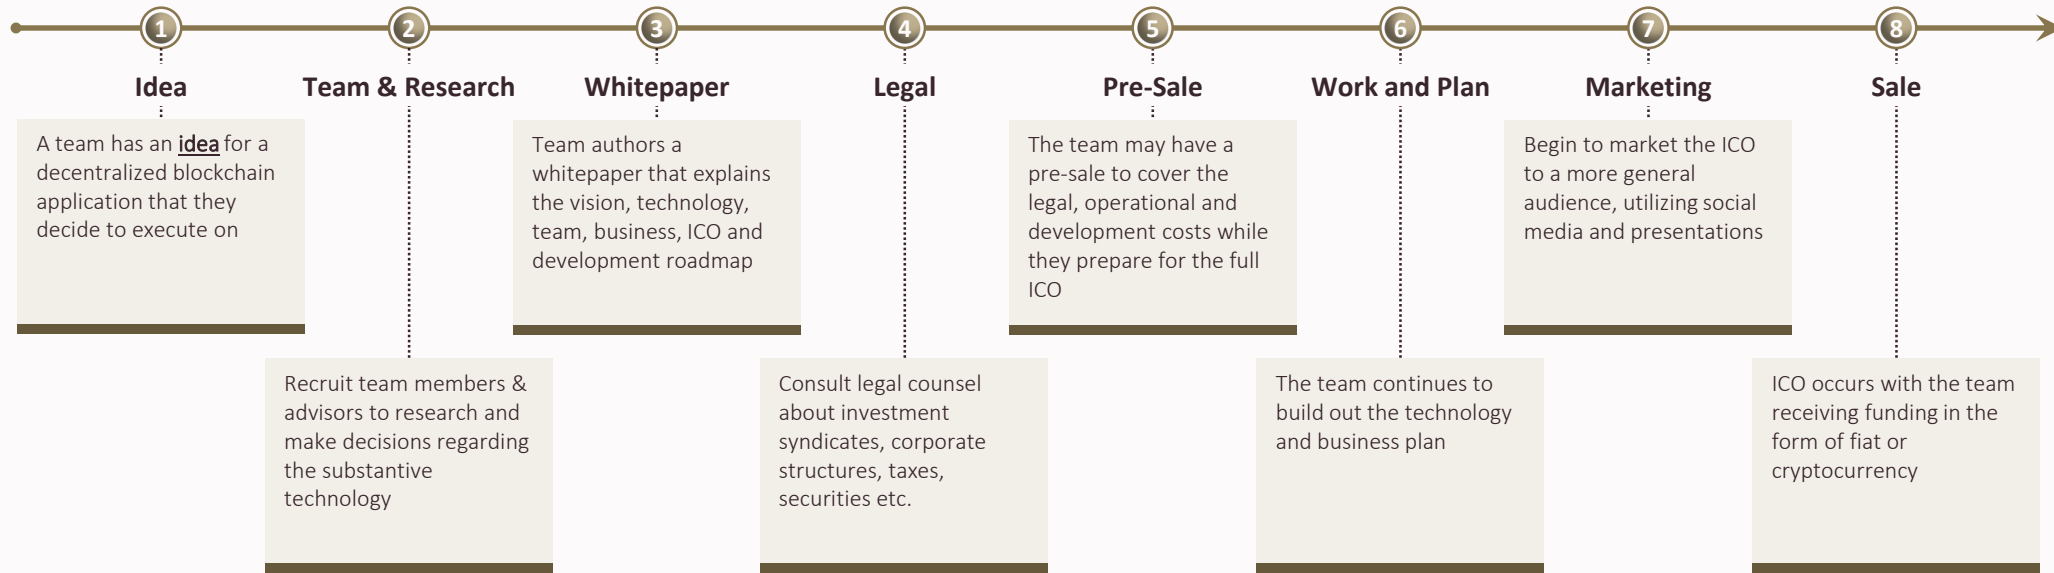 1
2
3
4
5
6
7
8
Idea
Team & Research
Whitepaper
Legal
Pre-Sale
Work and Plan
Marketing
Sale
A team has an idea for a
decentralized blockchain
application that they
decide to execute on
Team authors a
whitepaper that explains
the vision, technology,
team, business, ICO and
development roadmap
The team may have a
pre-sale to cover the
legal, operational and
development costs while
they prepare for the full
ICO
Begin to market the ICO
to a more general
audience, utilizing social
media and presentations
Recruit team members &
advisors to research and
make decisions regarding
the substantive
technology
Consult legal counsel
about investment
syndicates, corporate
structures, taxes,
securities etc.
The team continues to
build out the technology
and business plan
ICO occurs with the team
receiving funding in the
form of fiat or
cryptocurrency